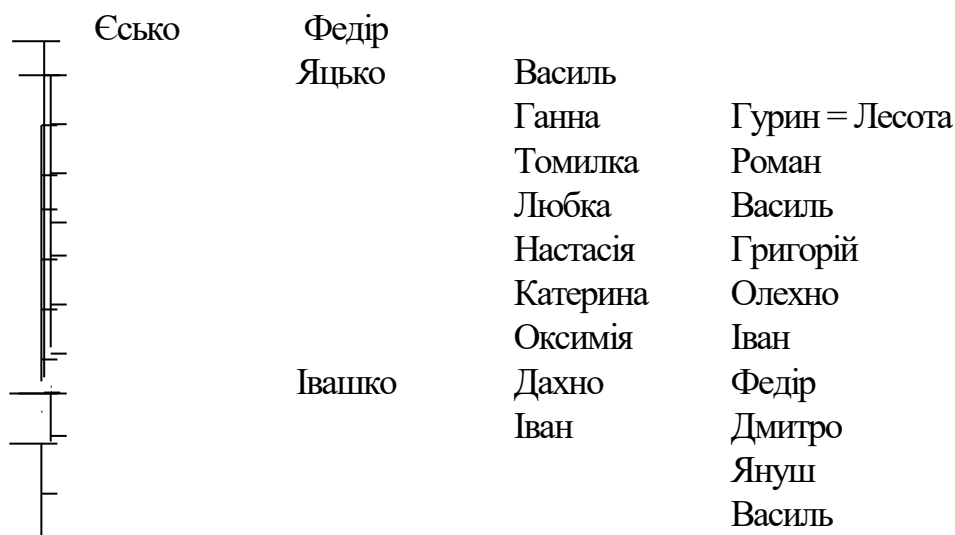 Єсько Федір
Яцько Василь
Ганна Гурин = Лесота
Томилка Роман
Любка Василь
Настасія Григорій
Катерина Олехно
Оксимія Іван
Івашко Дахно Федір
Іван Дмитро
Януш
Василь